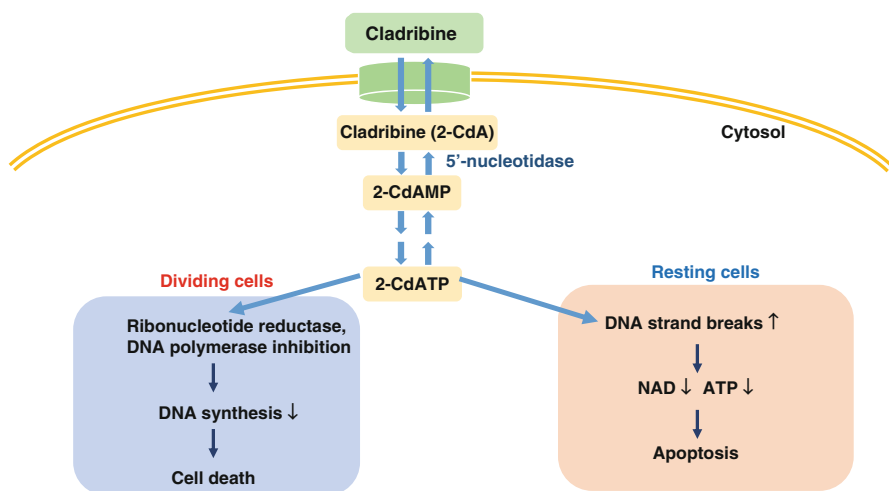 Cladribine
Cladribine (2-CdA)
Cytosol
5'-nucleotidase
2-CdAMP
2-CdATP
Dividing cells
Ribonucleotide reductase,
DNA polymerase inhibition
DNA synthesis ↓
Cell death
Resting cells
DNA strand breaks ↑
NAD ↓ ATP ↓
Apoptosis